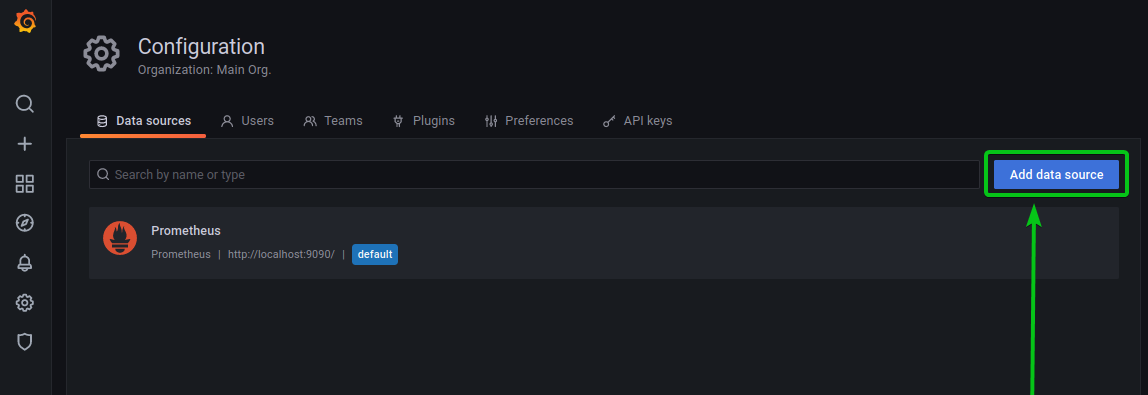 Configuration
Organization: Main Org.
Data sources Users Teams Plugins Preferences API keys
Search by name or type Add data source
Prometheus
Prometheus | http://localhost:9090/ | default